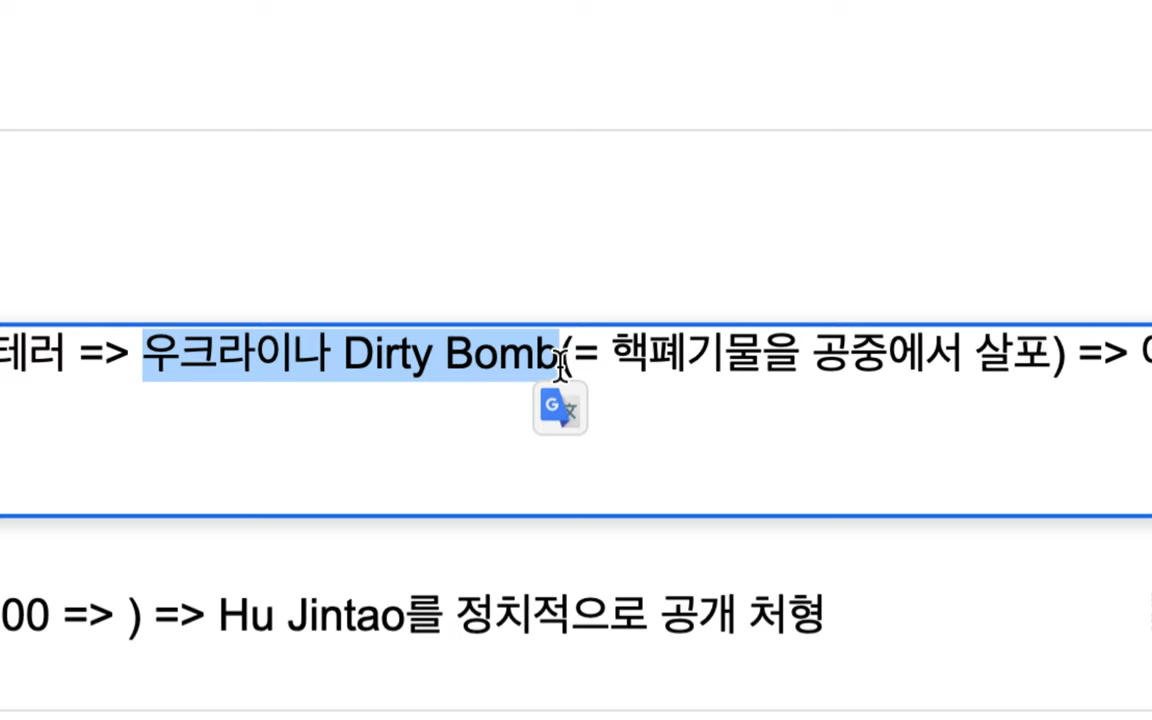 테러 => 우크라이나 Dirty Bomb(= 핵폐기물을 공중에서 살포) =>
00 => ) => Hu Jintao를 정치적으로 공개 처형